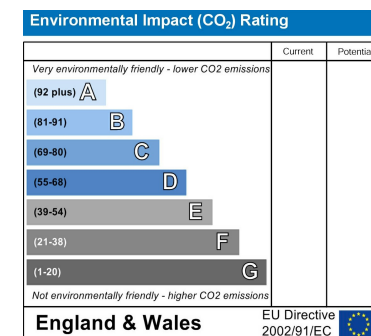 Environmental Impact (CO₂) Rating
Current Potential
Very environmentally friendly - lower CO2 emissions
(92 plus) A
(81-91) B
(69-80) C
(55-68) D
(39-54) E
(21-38) F
(1-20) G
Not environmentally friendly - higher CO2 emissions
England & Wales
EU Directive
2002/91/EC